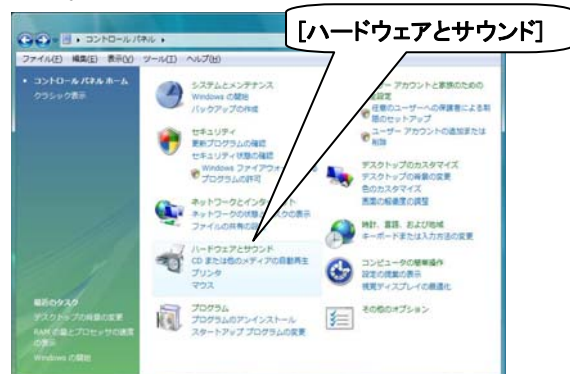 [ハードウェアとサウンド]
コントロール パネル
ファイル(F) 編集(E) 表示(V) ツール(T) ヘルプ(H)
コントロール パネル ホーム
クラシック表示
システムとメンテナンス
Windows の開始
バックアップの作成
セキュリティ
更新プログラムの確認
セキュリティ状態の確認
Windows ファイアウォ る
プログラムの許可
ネットワークとインタ ット
ネットワークの状態 スクの表示
ファイルの共有の設
ハードウェアとサウンド
CD または他のメディアの自動再生
プリンタ
マウス
プログラム
プログラムのアンインストール
スタートアップ プログラムの変更
ー アカウントと家族のための
設定
任意のユーザーへの保護者による制
限のセットアップ
ユーザー アカウントの追加または
削除
デスクトップのカスタマイズ
デスクトップの背景の変更
色のカスタマイズ
画面の解像度の調整
時計、言語、および地域
キーボードまたは入力方法の変更
コンピュータの簡単操作
設定の提案の表示
視覚ディスプレイの最適化
その他のオプション
最近のタスク
デスクトップの背景の変更
RAM の量とプロセッサの速度
の表示
Windows の開始